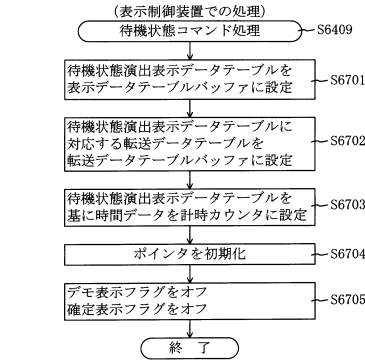 (表示制御装置での処理)
待機状態コマンド処理
S6409
待機状態演出表示データテーブルを
表示データテーブルバッファに設定
S6701
待機状態演出表示データテーブルに
対応する転送データテーブルを
転送データテーブルバッファに設定
S6702
待機状態演出表示データテーブルを
基に時間データを計時カウンタに設定
S6703
ポインタを初期化
S6704
デモ表示フラグをオフ
確定表示フラグをオフ
S6705
終 了